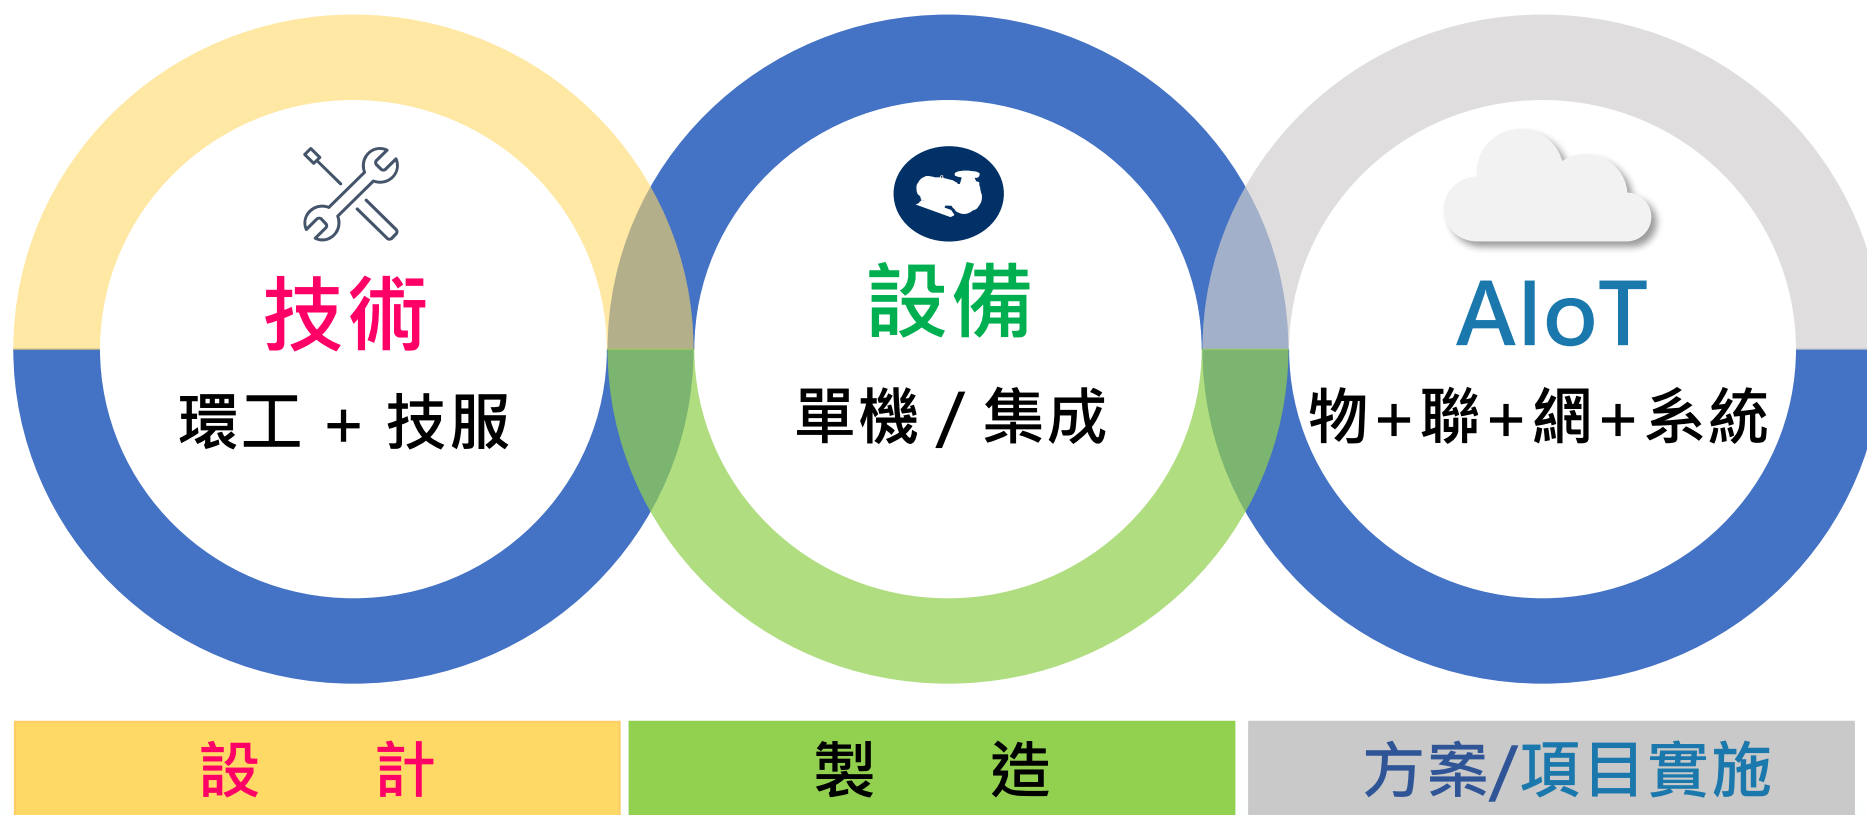 技術
環工 + 技服
設備
單機 / 集成
AIoT
物+聯+網+系統
設 計
製 造
方案/項目實施